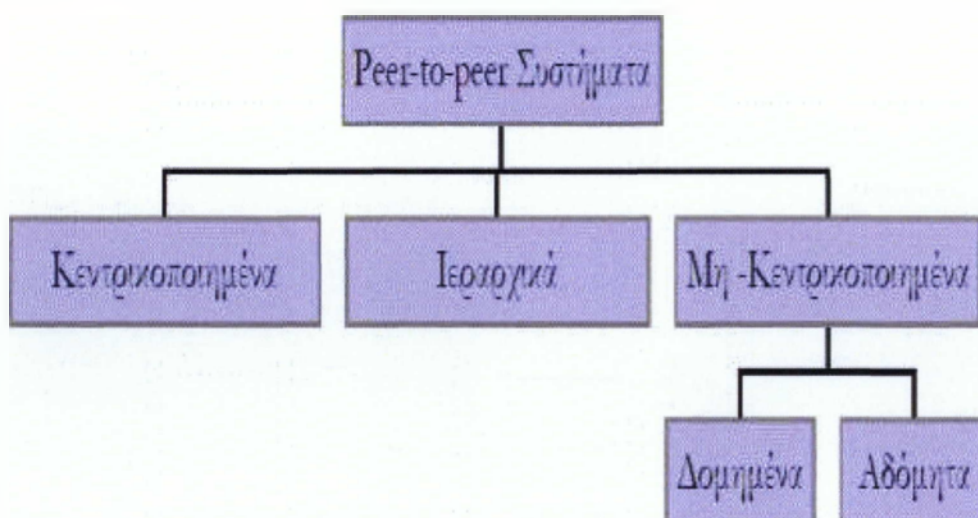 Peer-to-peer Συστήματα
Κεντρικοποιημένα
Ιεραρχικά
Μη -Κεντρικοποιημένα
Δομημένα
Αδόμητα